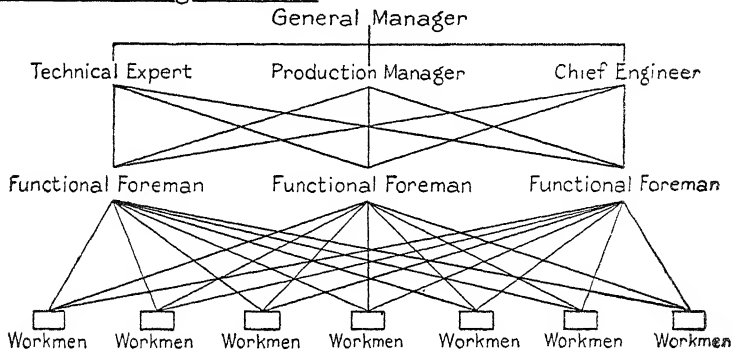 General Manager
Technical Expert Production Manager Chief Engineer
Functional Foreman Functional Foreman Functional Foreman
Workmen Workmen Workmen Workmen Workmen Workmen Workmen